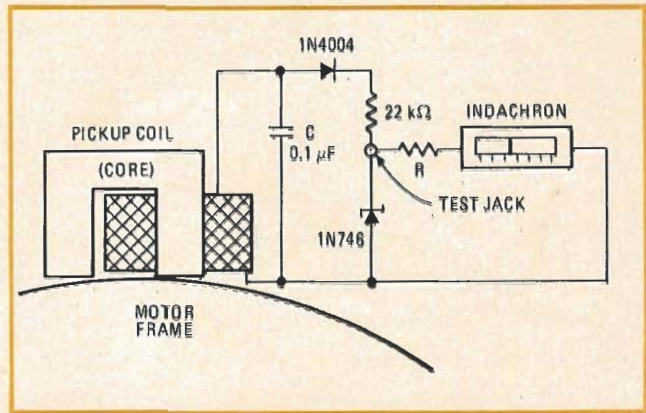 1N4004
PICKUP COIL
(CORE)
C
0.1 μF
22 kΩ
INDACHRON
R
TEST JACK
1N746
MOTOR
FRAME